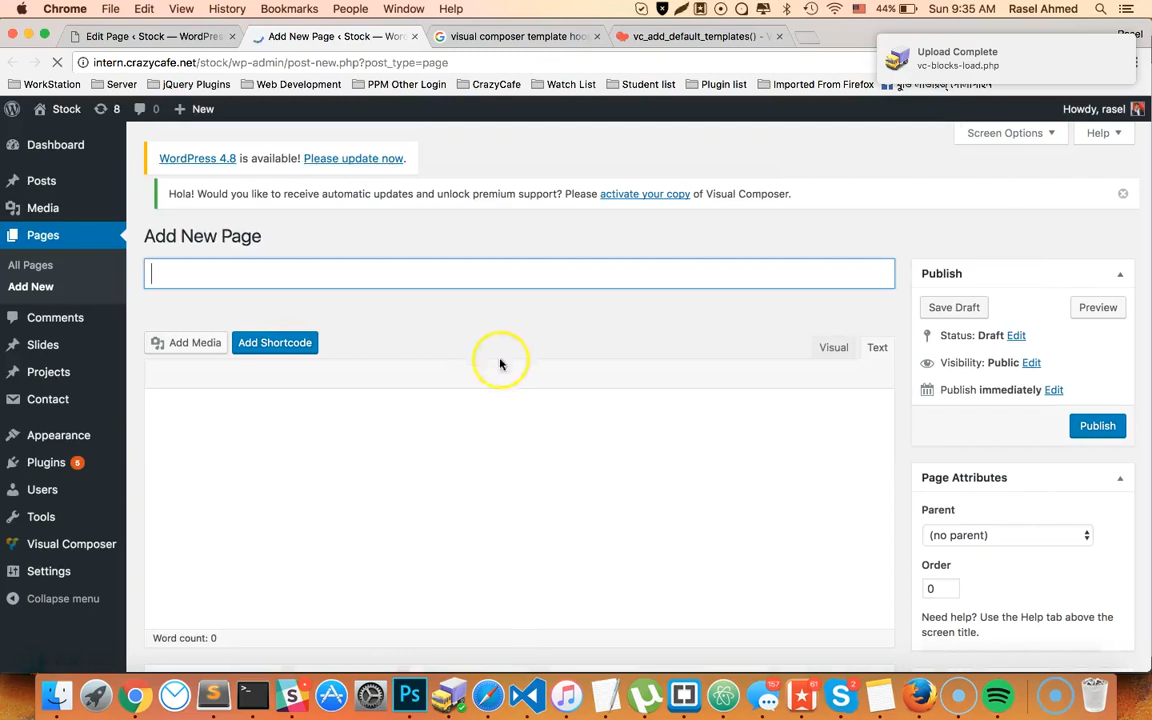 Chrome File Edit View History Bookmarks People Window Help 44% Sun 9:35 AM Rasel Ahmed
Edit Page ‹ Stock — WordPres × Add New Page ‹ Stock — Wor × visual composer template hoo × vc_add_default_templates() - V × Rasel
intern.crazycafe.net/stock/wp-admin/post-new.php?post_type=page
Upload Complete
vc-blocks-load.php
WorkStation Server jQuery Plugins Web Development PPM Other Login CrazyCafe Watch List Student list Plugin list Imported From Firefox
Stock 8 0 + New Howdy, rasel
Screen Options Help
Dashboard
Posts
Media
Pages
All Pages
Add New
Comments
Slides
Projects
Contact
Appearance
Plugins 5
Users
Tools
Visual Composer
Settings
Collapse menu
WordPress 4.8 is available! Please update now.
Hola! Would you like to receive automatic updates and unlock premium support? Please activate your copy of Visual Composer.
Add New Page
Add Media Add Shortcode
Visual Text
Word count: 0
Publish
Save Draft Preview
Status: Draft Edit
Visibility: Public Edit
Publish immediately Edit
Publish
Page Attributes
Parent
(no parent)
Order
0
Need help? Use the Help tab above the
screen title.
157 61 2